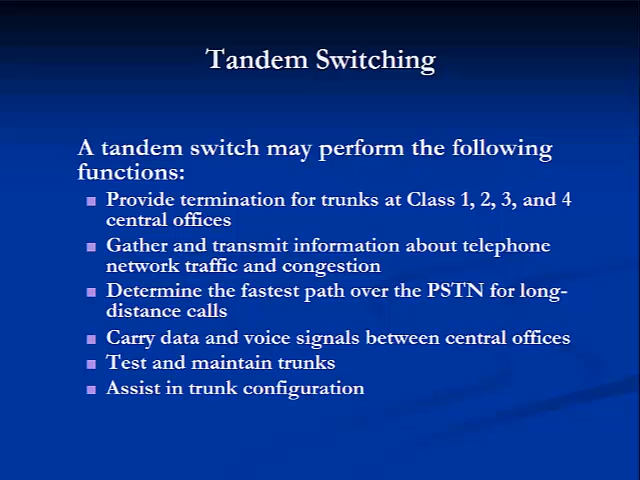 Tandem Switching
A tandem switch may perform the following
functions:
Provide termination for trunks at Class 1, 2, 3, and 4
central offices
Gather and transmit information about telephone
network traffic and congestion
Determine the fastest path over the PSTN for long-
distance calls
Carry data and voice signals between central offices
Test and maintain trunks
Assist in trunk configuration